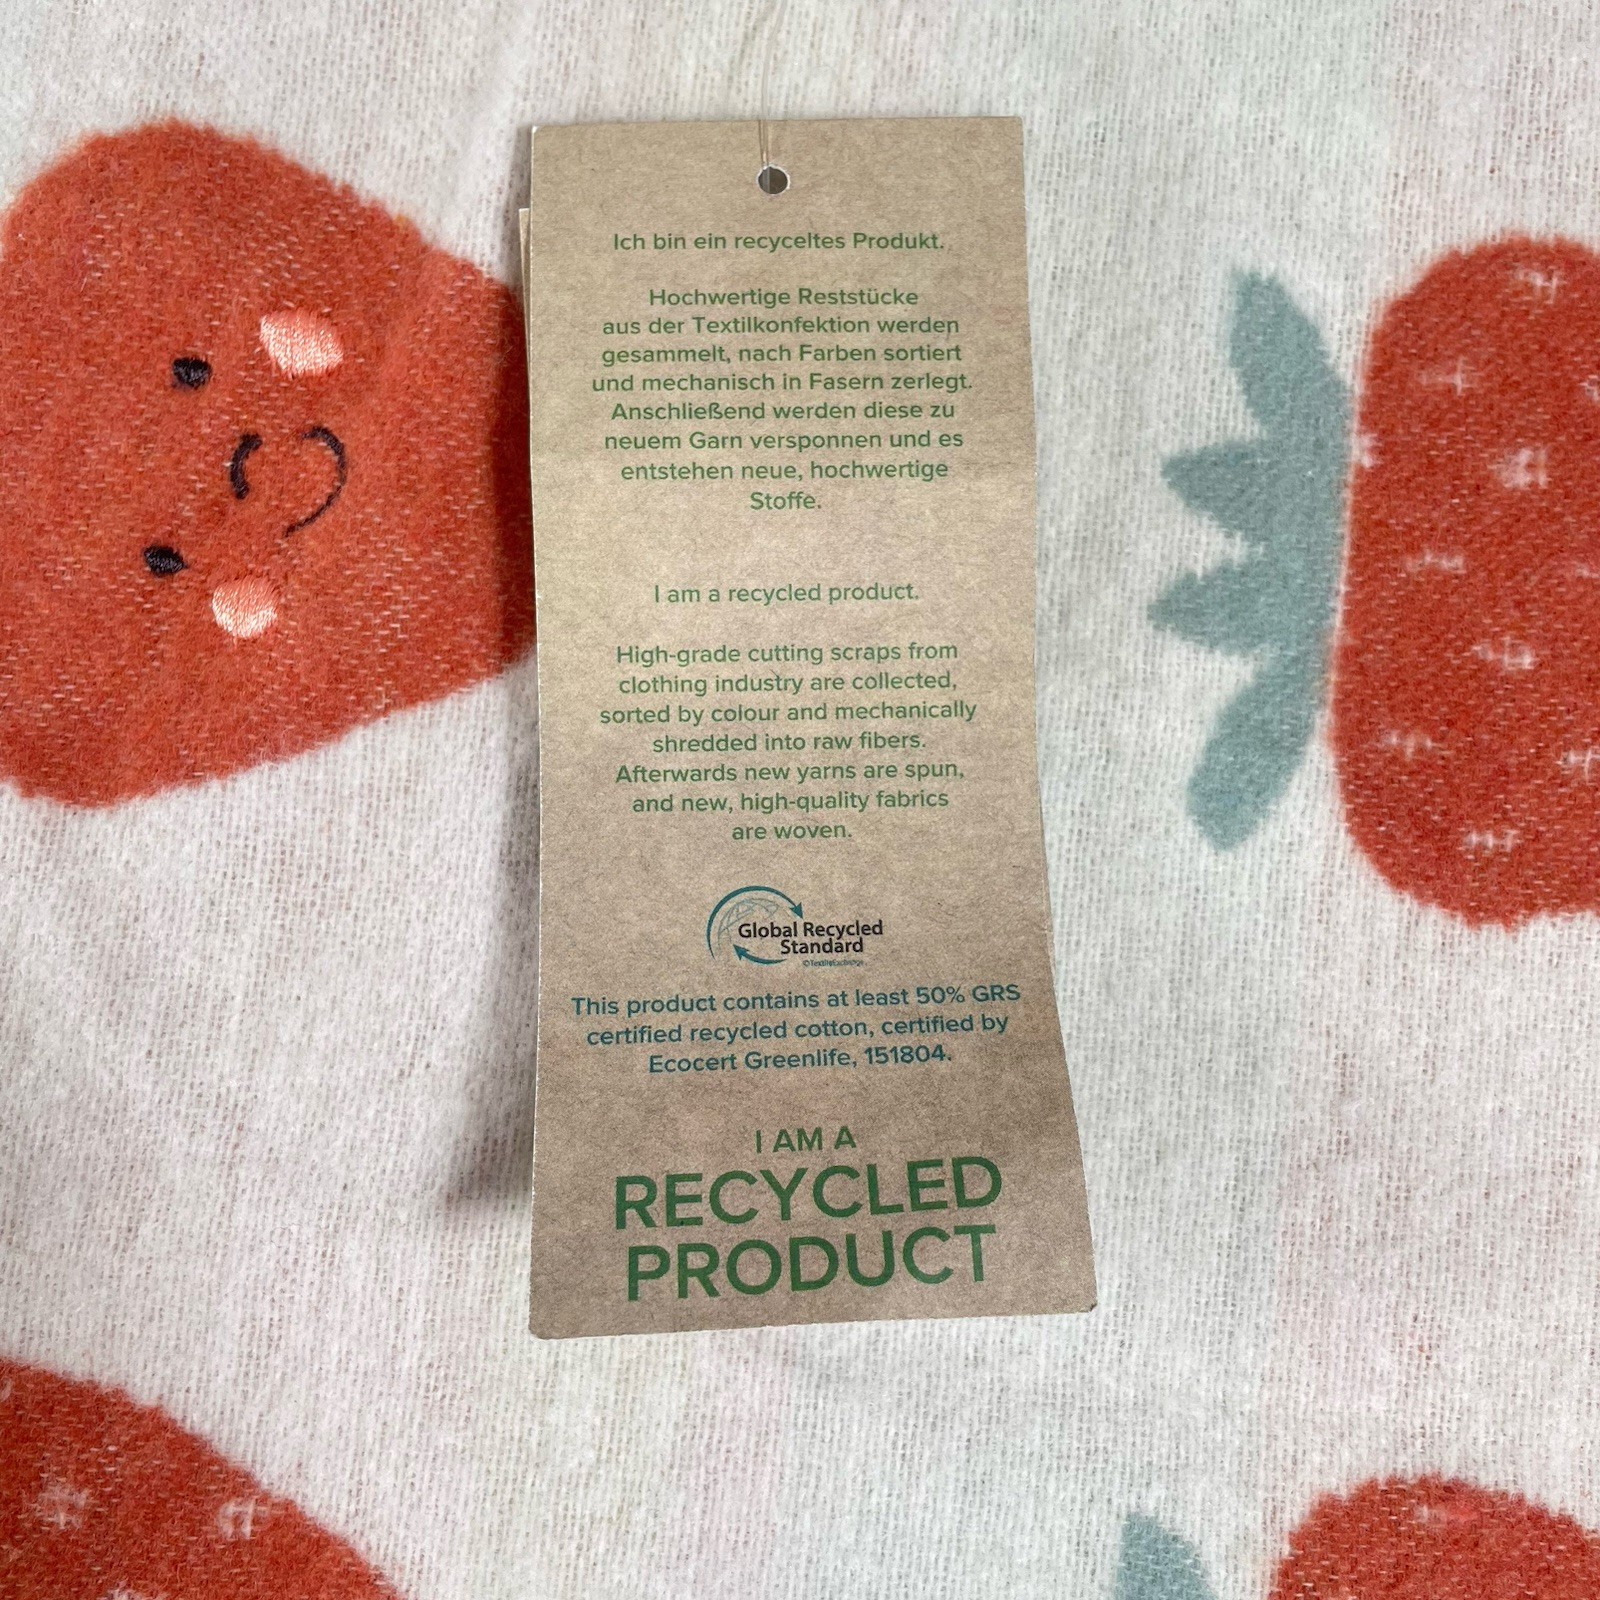 Ich bin ein recyceltes Produkt.
Hochwertige Reststücke
aus der Textilkonfektion werden
gesammelt, nach Farben sortiert
und mechanisch in Fasern zerlegt.
Anschließend werden diese zu
neuem Garn versponnen und es
entstehen neue, hochwertige
Stoffe.
I am a recycled product.
High-grade cutting scraps from
clothing industry are collected,
sorted by colour and mechanically
shredded into raw fibers.
Afterwards new yarns are spun,
and new, high-quality fabrics
are woven.
Global Recycled
Standard
©TextileExchange
This product contains at least 50% GRS
certified recycled cotton, certified by
Ecocert Greenlife, 151804.
I AM A
RECYCLED
PRODUCT